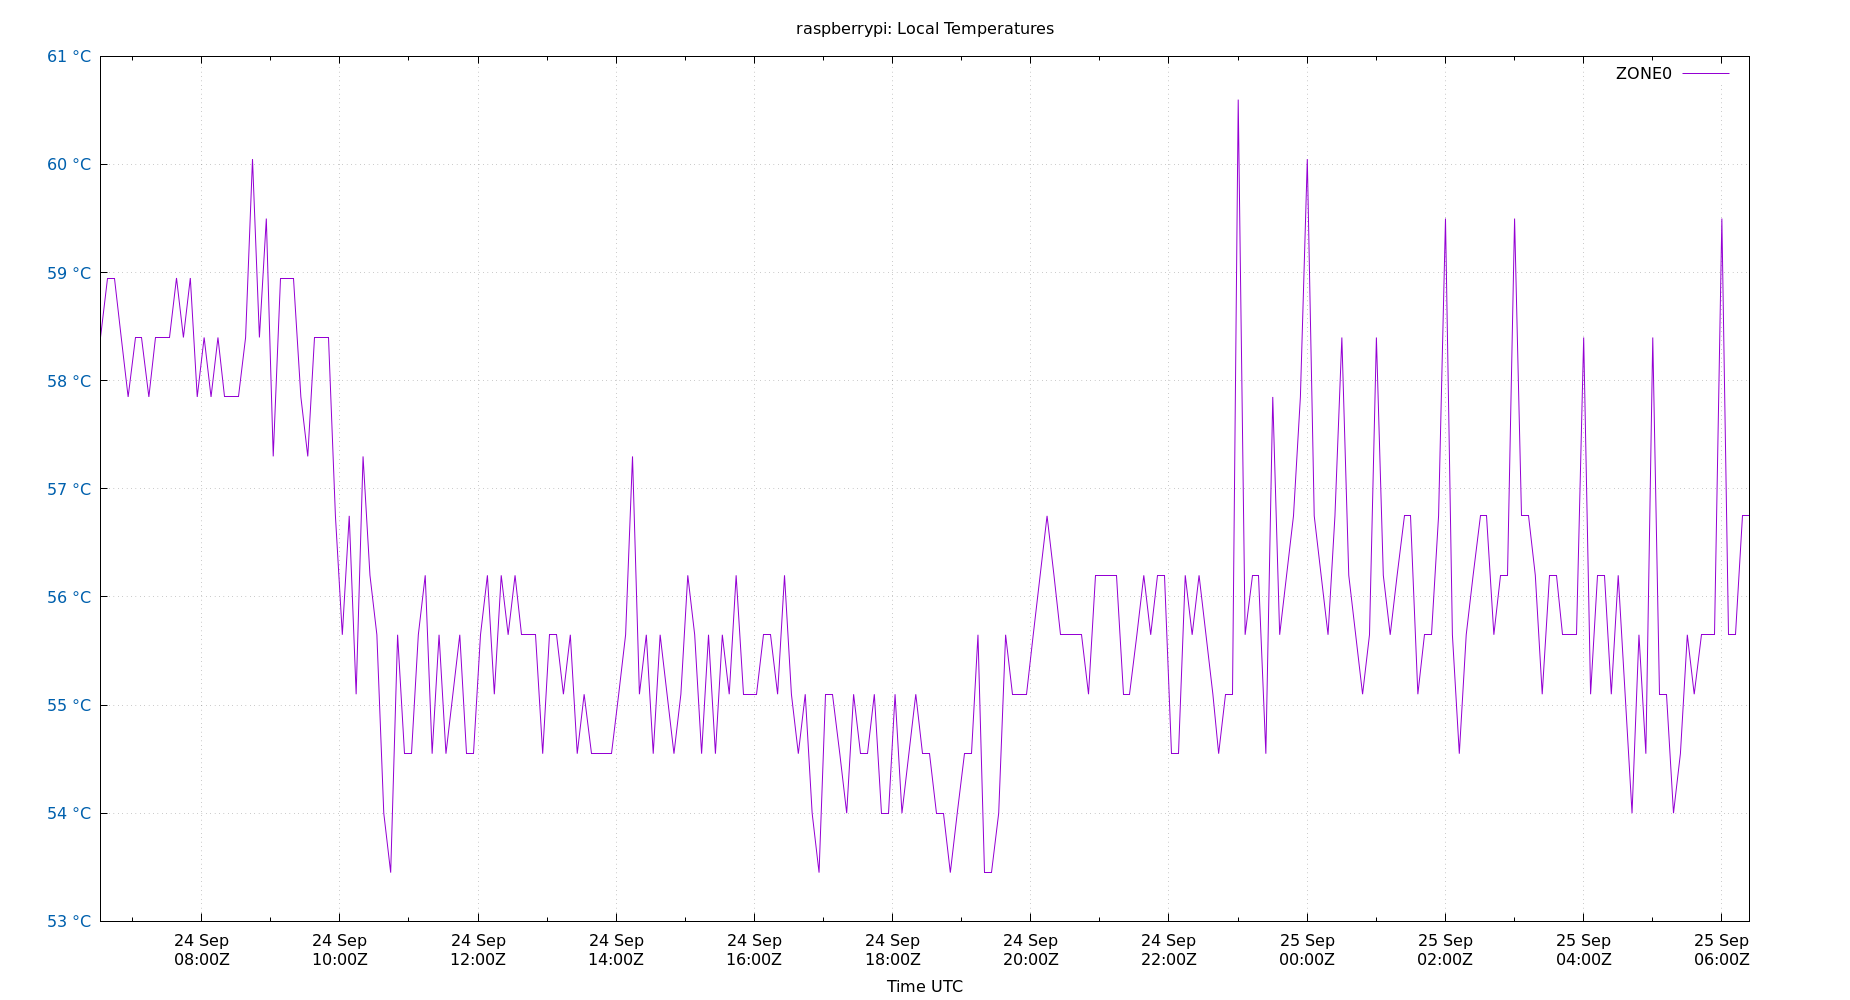 raspberrypi: Local Temperatures
61 °C
ZONE0
60 °C
59 °C
58 °C
57 °C
56 °C
55 °C
54 °C
53 °C
24 Sep 24 Sep 24 Sep 24 Sep 24 Sep 24 Sep 24 Sep 24 Sep 25 Sep 25 Sep 25 Sep 25 Sep
08:00Z 10:00Z 12:00Z 14:00Z 16:00Z 18:00Z 20:00Z 22:00Z 00:00Z 02:00Z 04:00Z 06:00Z
Time UTC